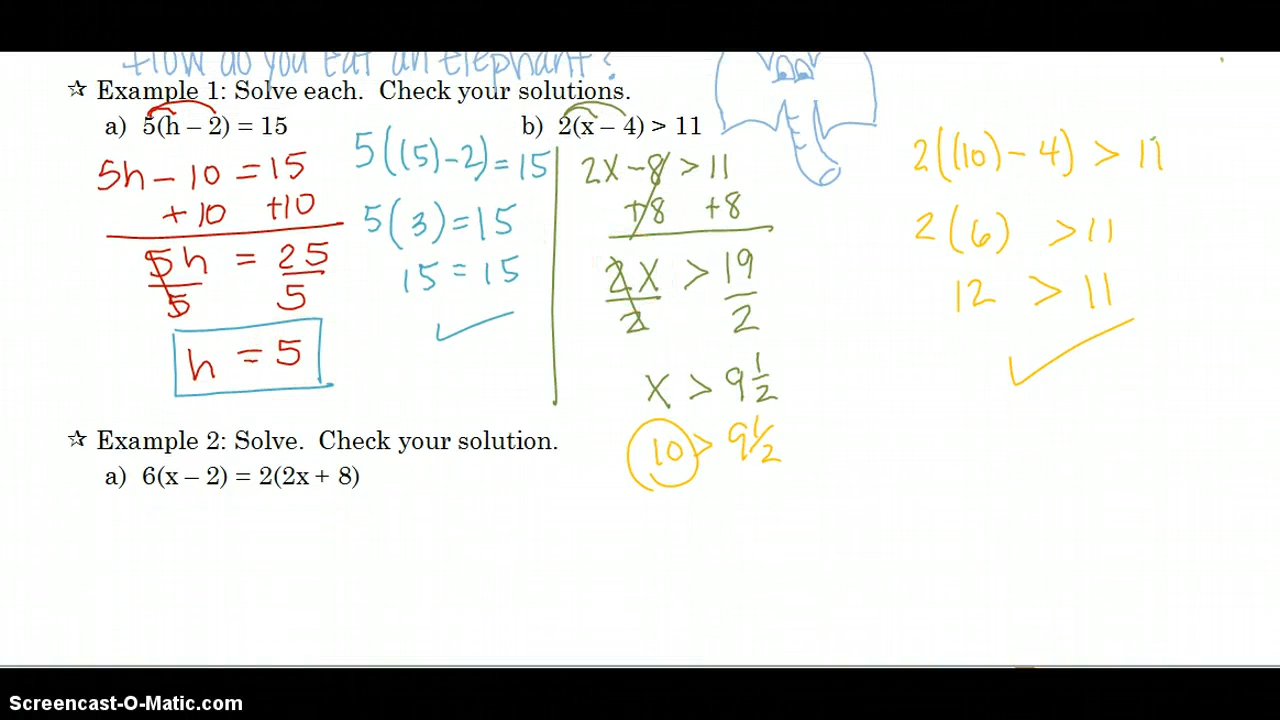 How do you eat an elephant?
☆ Example 1: Solve each. Check your solutions.
a) 5(h – 2) = 15
5h – 10 = 15
+10 +10
5h = 25
5 5
h = 5
5((5)-2) = 15
5(3) = 15
15 = 15
b) 2(x – 4) > 11
2x – 8 > 11
+8 +8
2x > 19
2 2
x > 9 1/2
10 > 9 1/2
2((10) – 4) > 11
2(6) > 11
12 > 11
☆ Example 2: Solve. Check your solution.
a) 6(x – 2) = 2(2x + 8)
Screencast-O-Matic.com